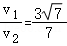 v₁/v₂ = 3√7/7